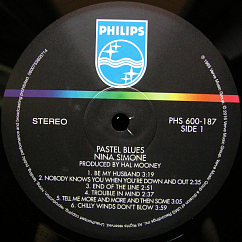 PHILIPS
STEREO
PHS 600-187
SIDE 1
PASTEL BLUES
NINA SIMONE
PRODUCED BY HAL MOONEY
1. BE MY HUSBAND 3:19
2. NOBODY KNOWS YOU WHEN YOU'RE DOWN AND OUT 2:35
3. END OF THE LINE 2:51
4. TROUBLE IN MIND 2:37
5. TELL ME MORE AND MORE AND THEN SOME 3:05
6. CHILLY WINDS DON'T BLOW 3:59